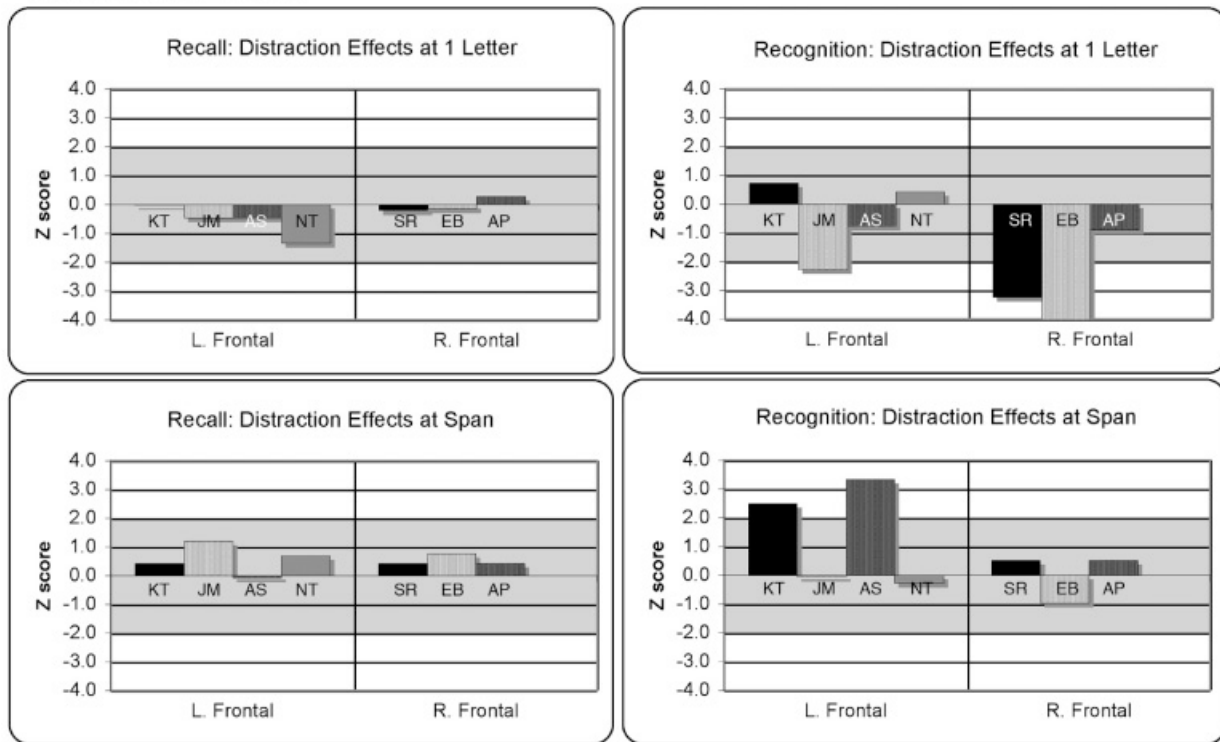 Recall: Distraction Effects at 1 Letter
4.0
3.0
2.0
1.0
0.0
-1.0
-2.0
-3.0
-4.0
Z score
KT JM AS NT SR EB AP
L. Frontal R. Frontal
Recognition: Distraction Effects at 1 Letter
4.0
3.0
2.0
1.0
0.0
-1.0
-2.0
-3.0
-4.0
Z score
KT JM AS NT SR EB AP
L. Frontal R. Frontal
Recall: Distraction Effects at Span
4.0
3.0
2.0
1.0
0.0
-1.0
-2.0
-3.0
-4.0
Z score
KT JM AS NT SR EB AP
L. Frontal R. Frontal
Recognition: Distraction Effects at Span
4.0
3.0
2.0
1.0
0.0
-1.0
-2.0
-3.0
-4.0
Z score
KT JM AS NT SR EB AP
L. Frontal R. Frontal